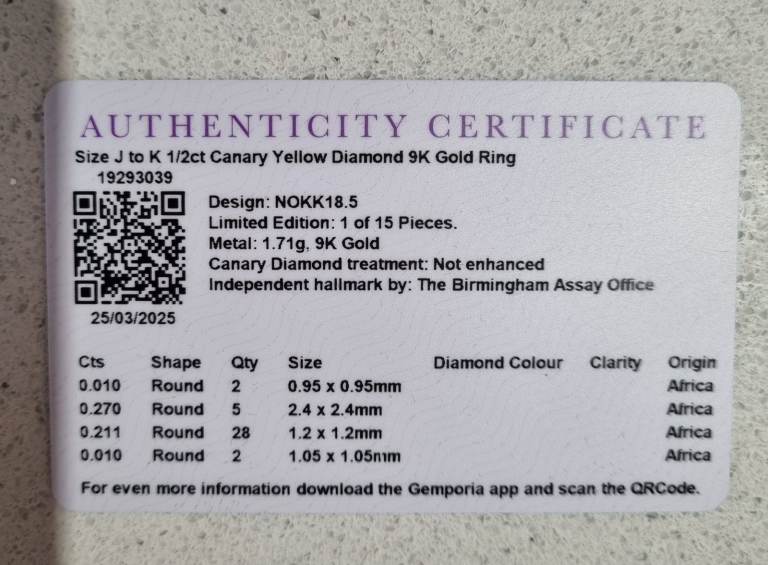 AUTHENTICITY CERTIFICATE
Size J to K 1/2ct Canary Yellow Diamond 9K Gold Ring
19293039
Design: NOKK18.5
Limited Edition: 1 of 15 Pieces.
Metal: 1.71g, 9K Gold
Canary Diamond treatment: Not enhanced
Independent hallmark by: The Birmingham Assay Office
25/03/2025
Cts Shape Qty Size Diamond Colour Clarity Origin
0.010 Round 2 0.95 x 0.95mm Africa
0.270 Round 5 2.4 x 2.4mm Africa
0.211 Round 28 1.2 x 1.2mm Africa
0.010 Round 2 1.05 x 1.05mm Africa
For even more information download the Gemporia app and scan the QRCode.